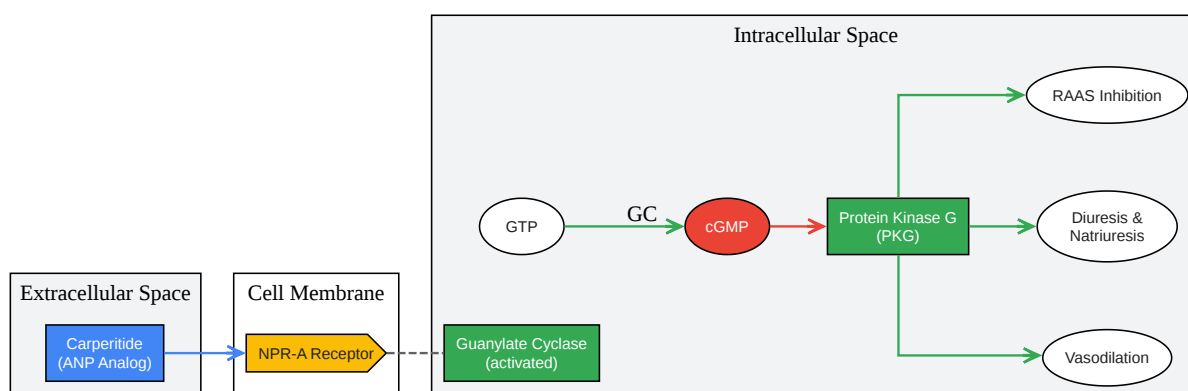 Intracellular Space
RAAS Inhibition
GTP
GC
cGMP
Protein Kinase G
(PKG)
Diuresis &
Natriuresis
Extracellular Space
Cell Membrane
Carperitide
(ANP Analog)
NPR-A Receptor
Guanylate Cyclase
(activated)
Vasodilation